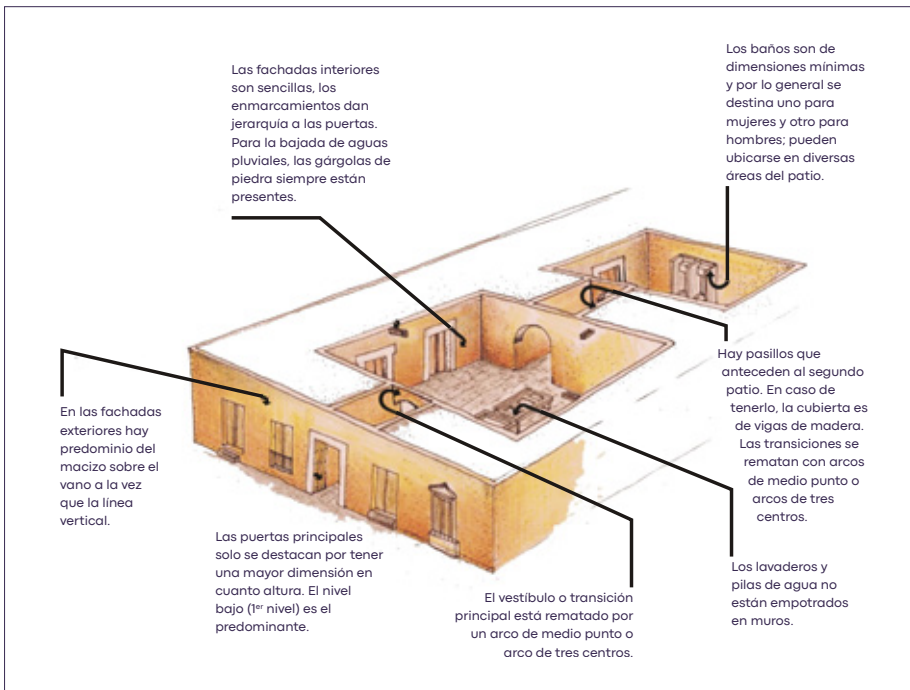 Las fachadas interiores
son sencillas, los
enmarcamientos dan
jerarquía a las puertas.
Para la bajada de aguas
pluviales, las gárgolas de
piedra siempre están
presentes.
Los baños son de
dimensiones mínimas
y por lo general se
destina uno para
mujeres y otro para
hombres; pueden
ubicarse en diversas
áreas del patio.
En las fachadas
exteriores hay
predominio del
macizo sobre el
vano a la vez
que la línea
vertical.
Hay pasillos que
anteceden al segundo
patio. En caso de
tenerlo, la cubierta es
de vigas de madera.
Las transiciones se
rematan con arcos
de medio punto o
arcos de tres
centros.
Las puertas principales
solo se destacan por tener
una mayor dimensión en
cuanto altura. El nivel
bajo (1er nivel) es el
predominante.
El vestíbulo o transición
principal está rematado por
un arco de medio punto o
arco de tres centros.
Los lavaderos y
pilas de agua no
están empotrados
en muros.